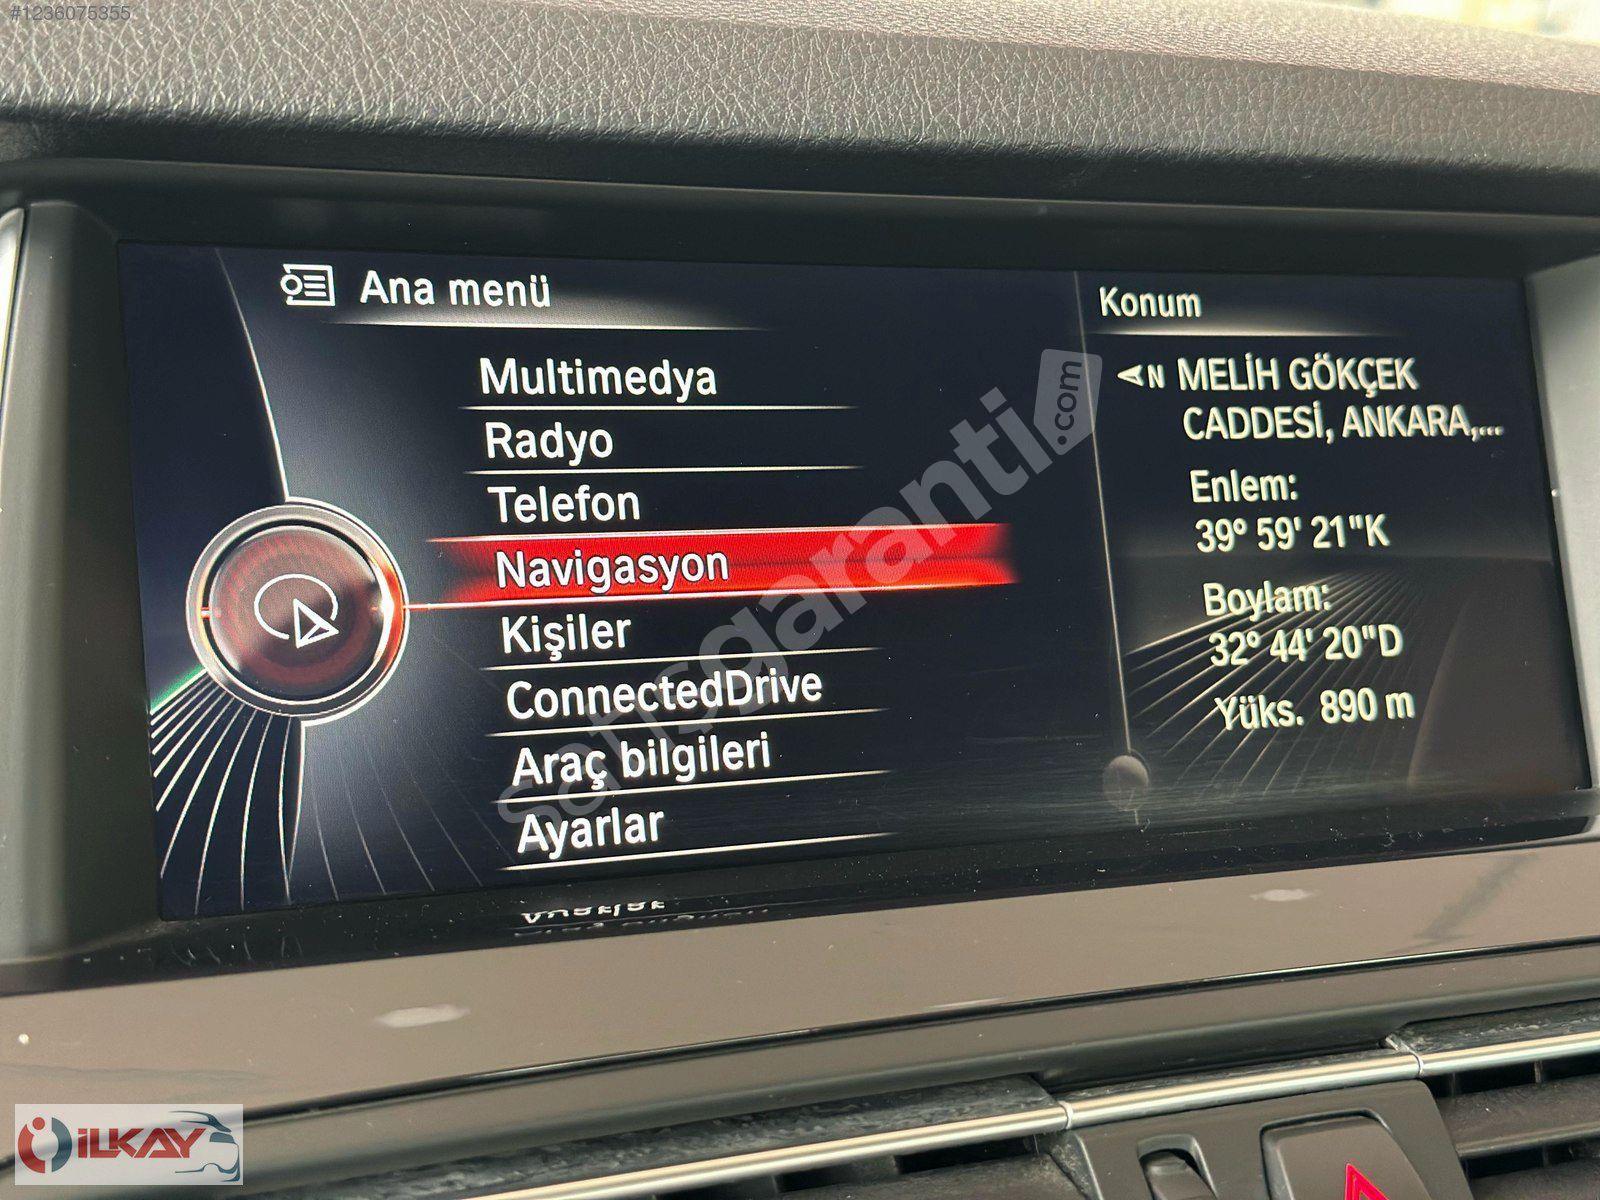 #1236075355
Ana menü
Multimedya
Radyo
Telefon
Navigasyon
Kişiler
ConnectedDrive
Araç bilgileri
Ayarlar
Konum
N MELİH GÖKÇEK
CADDESİ, ANKARA,...
Enlem:
39° 59' 21"K
Boylam:
32° 44' 20"D
Yüks. 890 m
satışgaranti.com
iLKAY